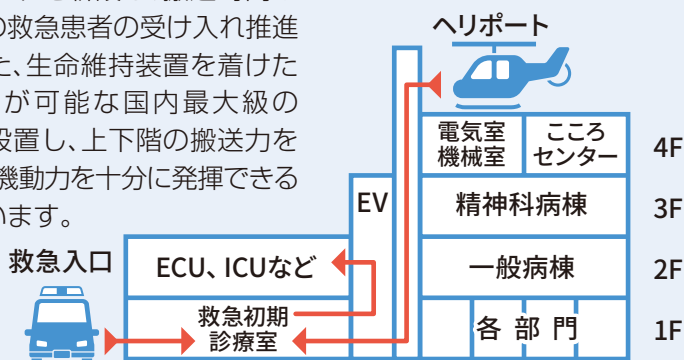 の救急患者の受け入れ推進
た、生命維持装置を着けた
が可能な国内最大級の
設置し、上下階の搬送力を
機動力を十分に発揮できる
います。
ヘリポート
電気室
機械室
こころ
センター
4F
EV
精神科病棟
3F
救急入口
ECU、ICUなど
一般病棟
2F
救急初期
診療室
各部門
1F